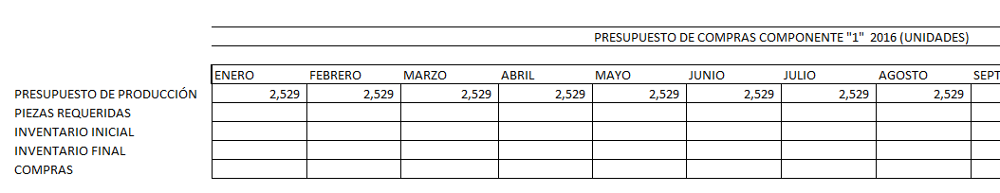 PRESUPUESTO DE COMPRAS COMPONENTE "1" 2016 (UNIDADES)
ENERO FEBRERO MARZO ABRIL MAYO JUNIO JULIO AGOSTO SEPT
PRESUPUESTO DE PRODUCCIÓN 2,529 2,529 2,529 2,529 2,529 2,529 2,529 2,529
PIEZAS REQUERIDAS
INVENTARIO INICIAL
INVENTARIO FINAL
COMPRAS